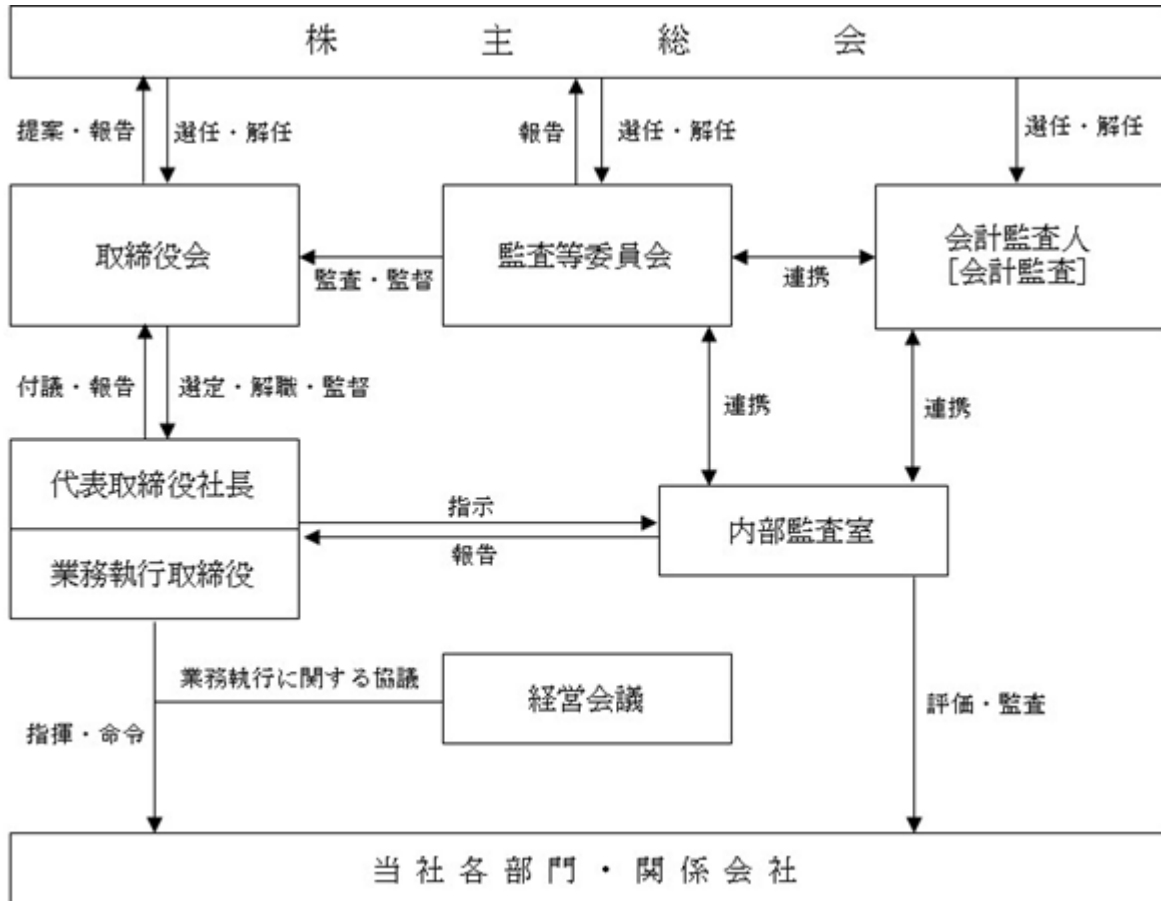 株主総会
提案・報告
選任・解任
報告
選任・解任
選任・解任
取締役会
監査・監督
監査等委員会
連携
会計監査人
[会計監査]
付議・報告
選定・解職・監督
連携
連携
代表取締役社長
業務執行取締役
指示
報告
内部監査室
業務執行に関する協議
経営会議
指揮・命令
評価・監査
当社各部門・関係会社